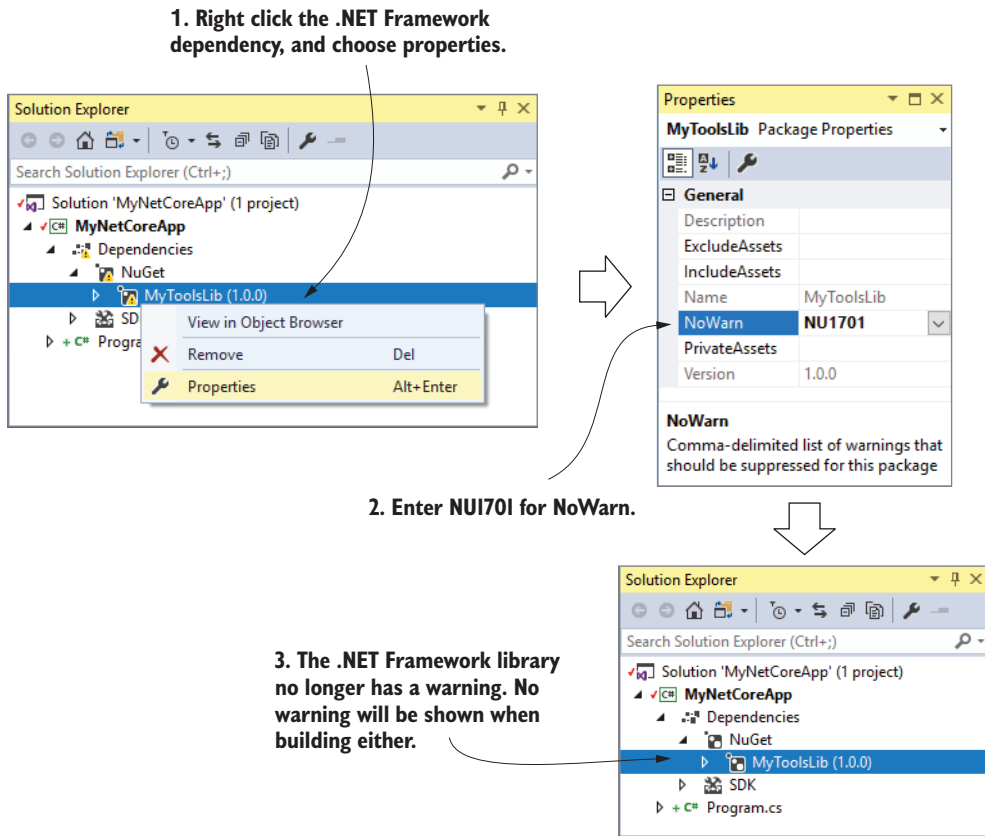 1. Right click the .NET Framework
dependency, and choose properties.
Solution Explorer
Search Solution Explorer (Ctrl+;)
Solution 'MyNetCoreApp' (1 project)
C# MyNetCoreApp
Dependencies
NuGet
MyToolsLib (1.0.0)
SD
+ C# Progra
View in Object Browser
Remove Del
Properties Alt+Enter
Properties
MyToolsLib Package Properties
General
Description
ExcludeAssets
IncludeAssets
Name MyToolsLib
NoWarn NU1701
PrivateAssets
Version 1.0.0
NoWarn
Comma-delimited list of warnings that
should be suppressed for this package
2. Enter NU1701 for NoWarn.
Solution Explorer
Search Solution Explorer (Ctrl+;)
Solution 'MyNetCoreApp' (1 project)
C# MyNetCoreApp
Dependencies
NuGet
MyToolsLib (1.0.0)
SDK
+ C# Program.cs
3. The .NET Framework library
no longer has a warning. No
warning will be shown when
building either.